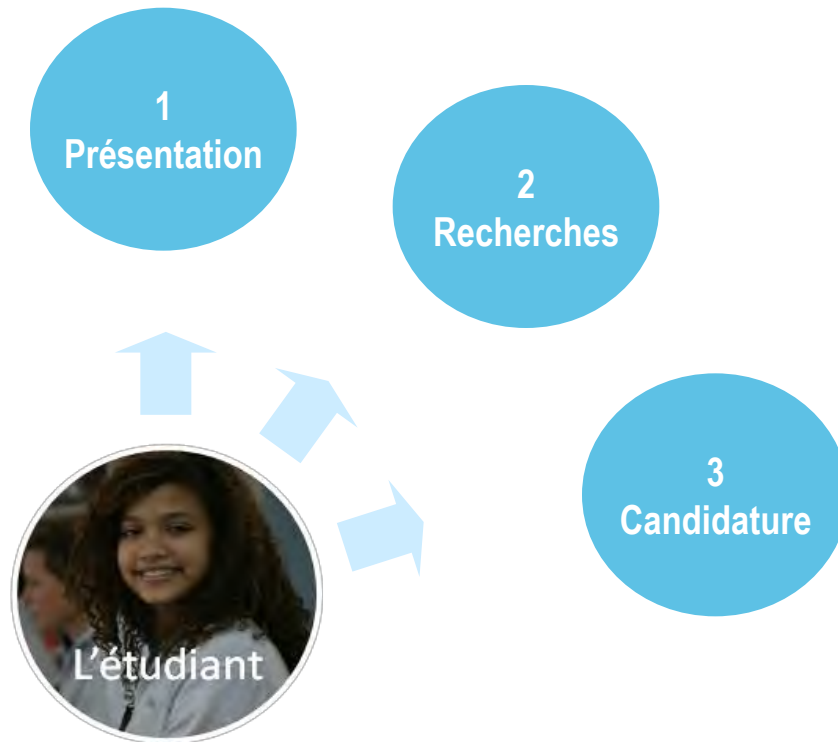 1
Présentation
2
Recherches
3
Candidature
L'étudiant